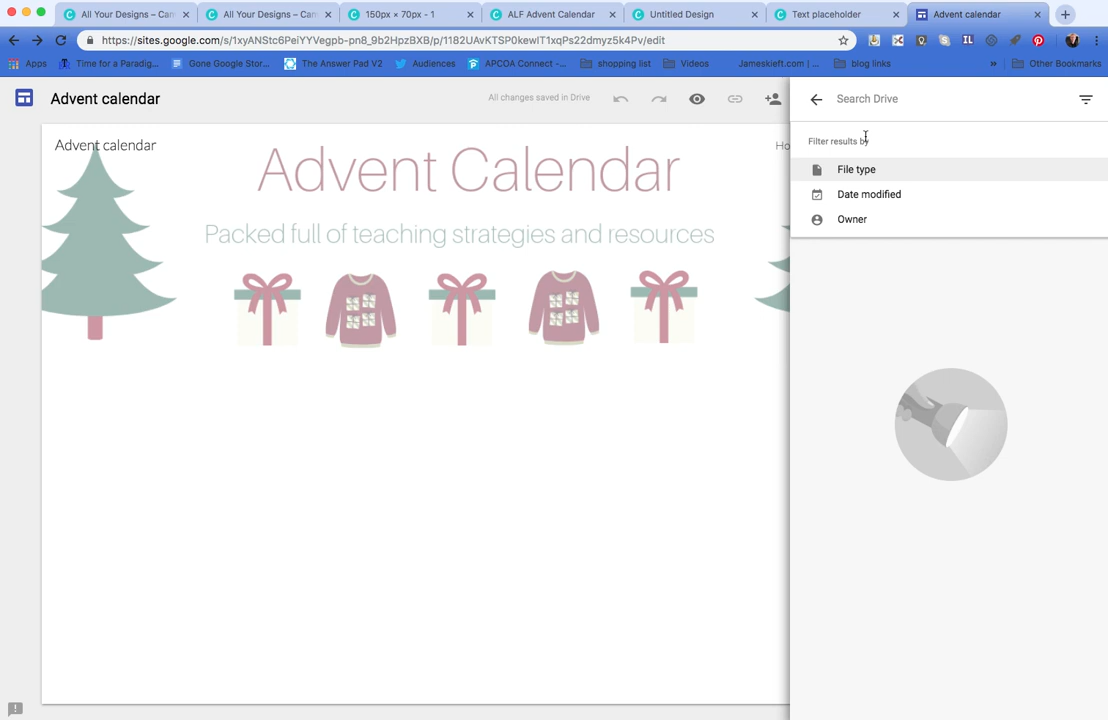 All Your Designs – Can
All Your Designs – Can
150px × 70px - 1
ALF Advent Calendar
Untitled Design
Text placeholder
Advent calendar
https://sites.google.com/s/1xyANStc6PeiYYVegpb-pn8_9b2HpzBXB/p/1182UAvKTSP0kewIT1xqPs22dmyz5k4Pv/edit
Apps
Time for a Paradig...
Gone Google Stor...
The Answer Pad V2
Audiences
APCOA Connect -...
shopping list
Videos
Jameskieft.com | ...
blog links
»
Other Bookmarks
Advent calendar
All changes saved in Drive
Search Drive
Filter results by
File type
Date modified
Owner
Advent calendar
Ho
Advent Calendar
Packed full of teaching strategies and resources